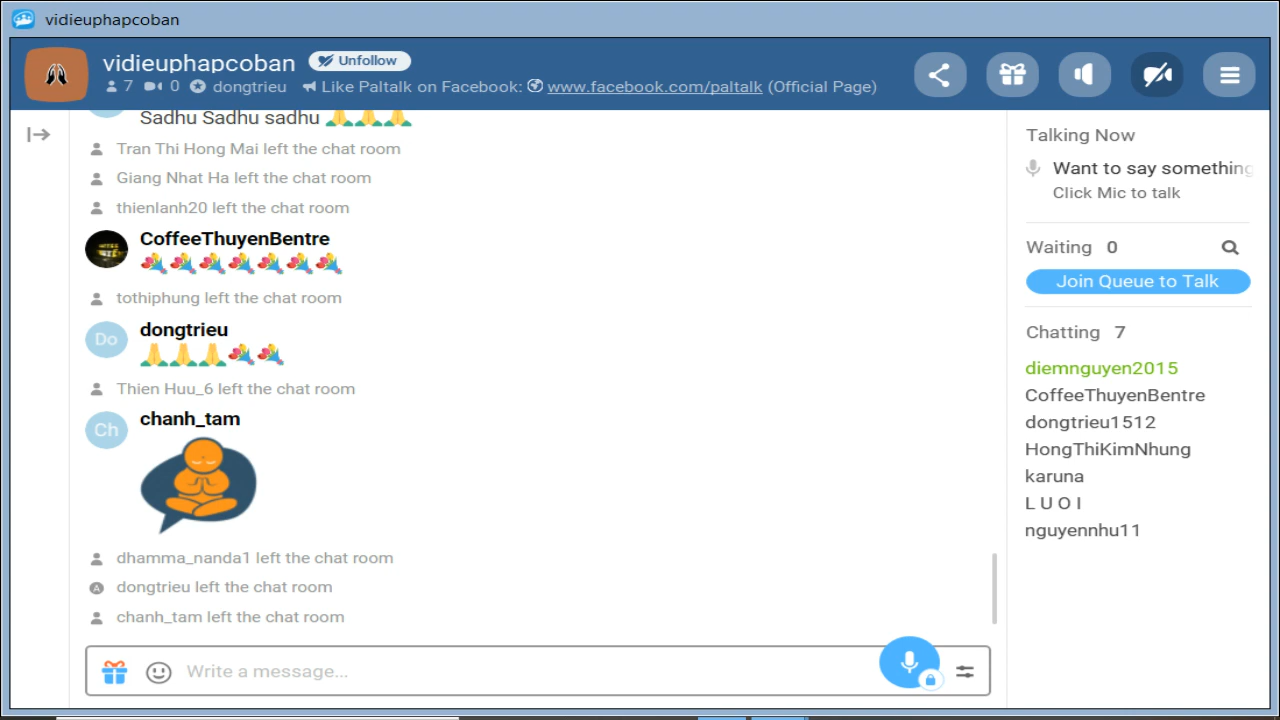 vidieuphapcoban
vidieuphapcoban Unfollow
7 0 dongtrieu Like Paltalk on Facebook: www.facebook.com/paltalk (Official Page)
Sadhu Sadhu sadhu 🙏🙏🙏
Tran Thi Hong Mai left the chat room
Giang Nhat Ha left the chat room
thienlanh20 left the chat room
CoffeeThuyenBentre
💐💐💐💐💐💐💐
tothiphung left the chat room
Do dongtrieu
🙏🙏🙏💐💐
Thien Huu_6 left the chat room
Ch chanh_tam
dhamma_nanda1 left the chat room
A dongtrieu left the chat room
chanh_tam left the chat room
Write a message...
Talking Now
Want to say something
Click Mic to talk
Waiting 0
Join Queue to Talk
Chatting 7
diemnguyen2015
CoffeeThuyenBentre
dongtrieu1512
HongThiKimNhung
karuna
L U O I
nguyennhu11